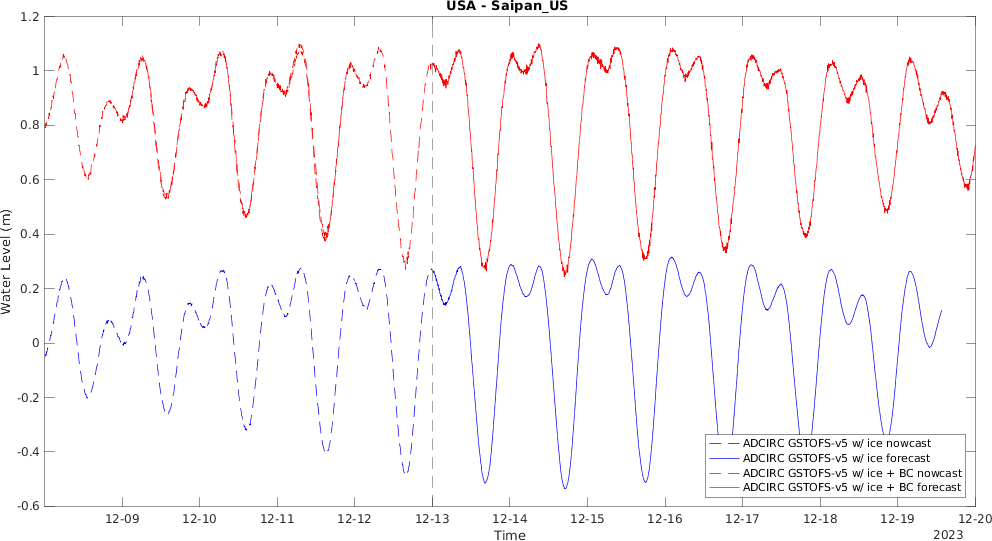 USA - Saipan_US
1.2
1
0.8
0.6
0.4
0.2
0
-0.2
-0.4
-0.6
Water Level (m)
ADCIRC GSTOFS-v5 w/ ice nowcast
ADCIRC GSTOFS-v5 w/ ice forecast
ADCIRC GSTOFS-v5 w/ ice + BC nowcast
ADCIRC GSTOFS-v5 w/ ice + BC forecast
12-09 12-10 12-11 12-12 12-13 12-14 12-15 12-16 12-17 12-18 12-19 12-20
Time
2023